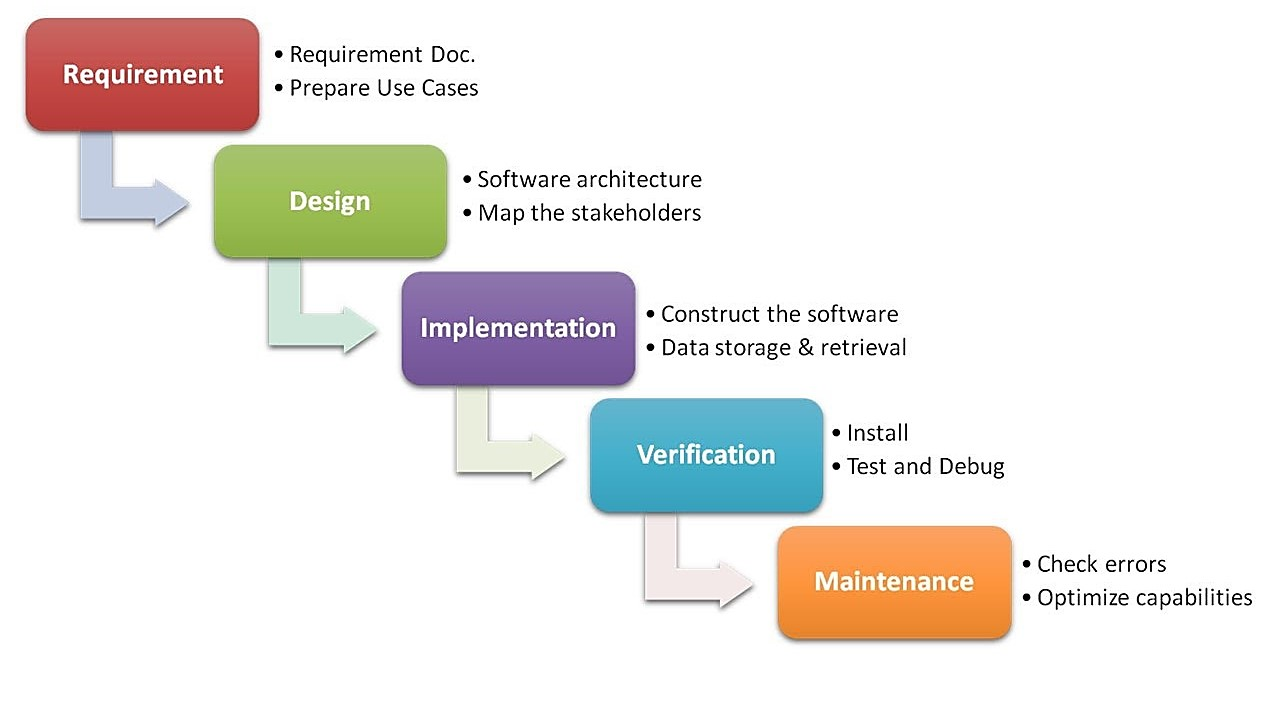 Requirement
• Requirement Doc.
• Prepare Use Cases
Design
• Software architecture
• Map the stakeholders
Implementation
• Construct the software
• Data storage & retrieval
Verification
• Install
• Test and Debug
Maintenance
• Check errors
• Optimize capabilities